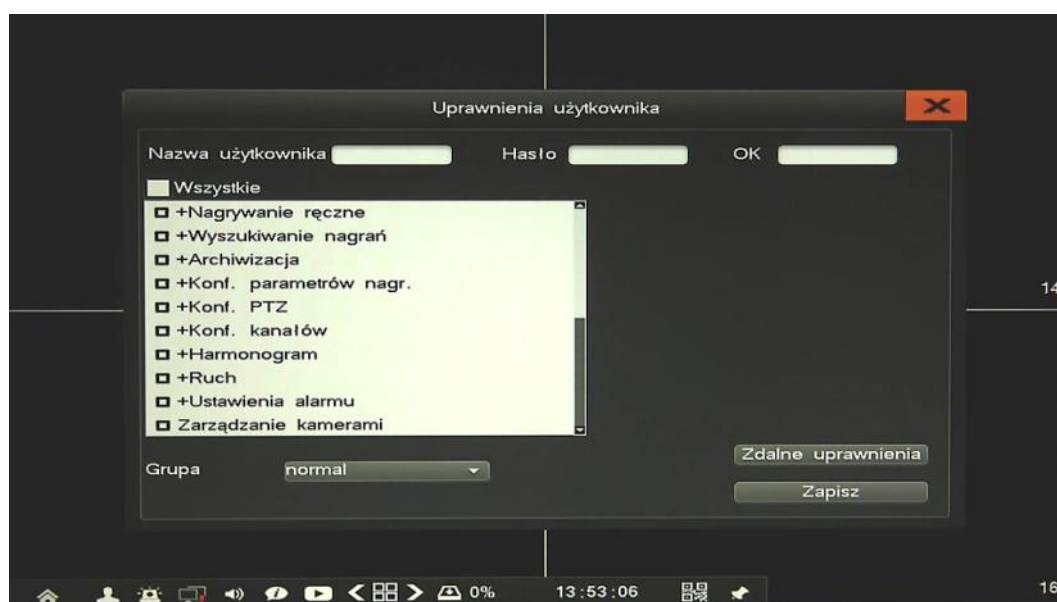 Uprawnienia użytkownika
Nazwa użytkownika Hasło OK
Wszystkie
+Nagrywanie ręczne
+Wyszukiwanie nagrań
+Archiwizacja
+Konf. parametrów nagr.
+Konf. PTZ
+Konf. kanałów
+Harmonogram
+Ruch
+Ustawienia alarmu
Zarządzanie kamerami
Grupa normal
Zdalne uprawnienia
Zapisz
14
0% 13:53:06
16